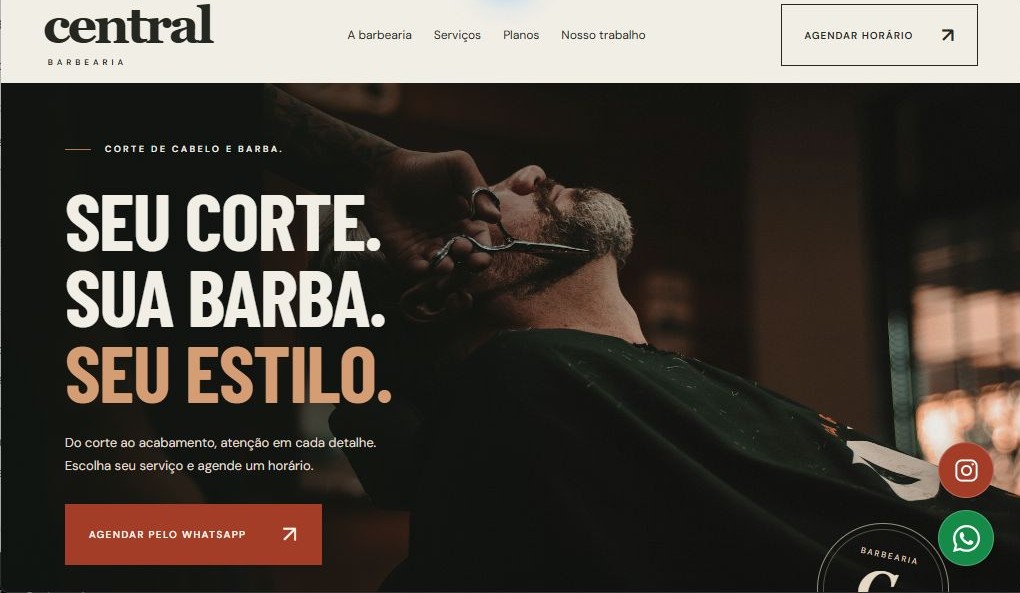 central
BARBEARIA
A barbearia
Serviços
Planos
Nosso trabalho
AGENDAR HORÁRIO
CORTE DE CABELO E BARBA.
SEU CORTE.
SUA BARBA.
SEU ESTILO.
Do corte ao acabamento, atenção em cada detalhe.
Escolha seu serviço e agende um horário.
AGENDAR PELO WHATSAPP
BARBEARIA
C